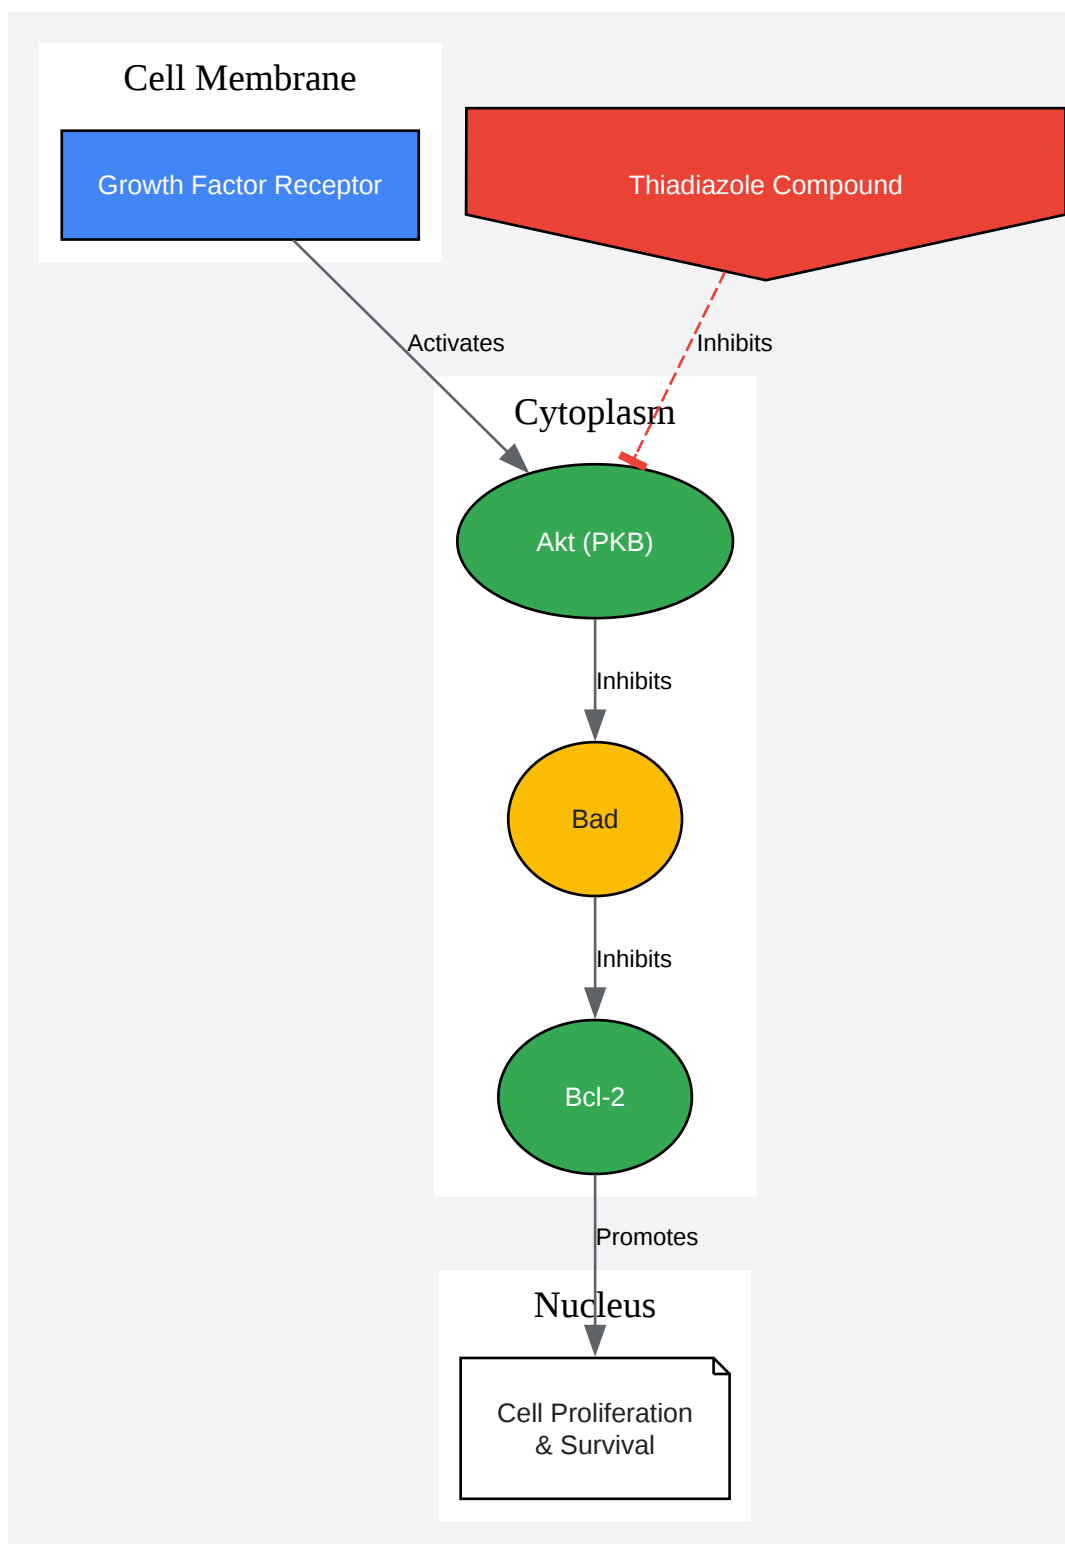 Cell Membrane
Growth Factor Receptor
Thiadiazole Compound
Activates
Inhibits
Cytoplasm
Akt (PKB)
Inhibits
Bad
Inhibits
Bcl-2
Promotes
Nucleus
Cell Proliferation
& Survival